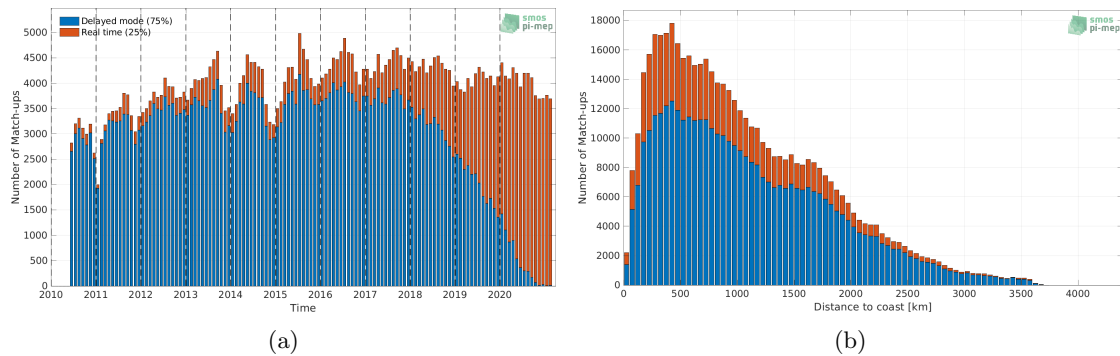 Delayed mode (75%)
Real time (25%)
smos
pi-mep
Number of Match-ups
5000
4500
4000
3500
3000
2500
2000
1500
1000
500
0
2010 2011 2012 2013 2014 2015 2016 2017 2018 2019 2020
Time
(a)
smos
pi-mep
Number of Match-ups
18000
16000
14000
12000
10000
8000
6000
4000
2000
0
0 500 1000 1500 2000 2500 3000 3500 4000
Distance to coast [km]
(b)